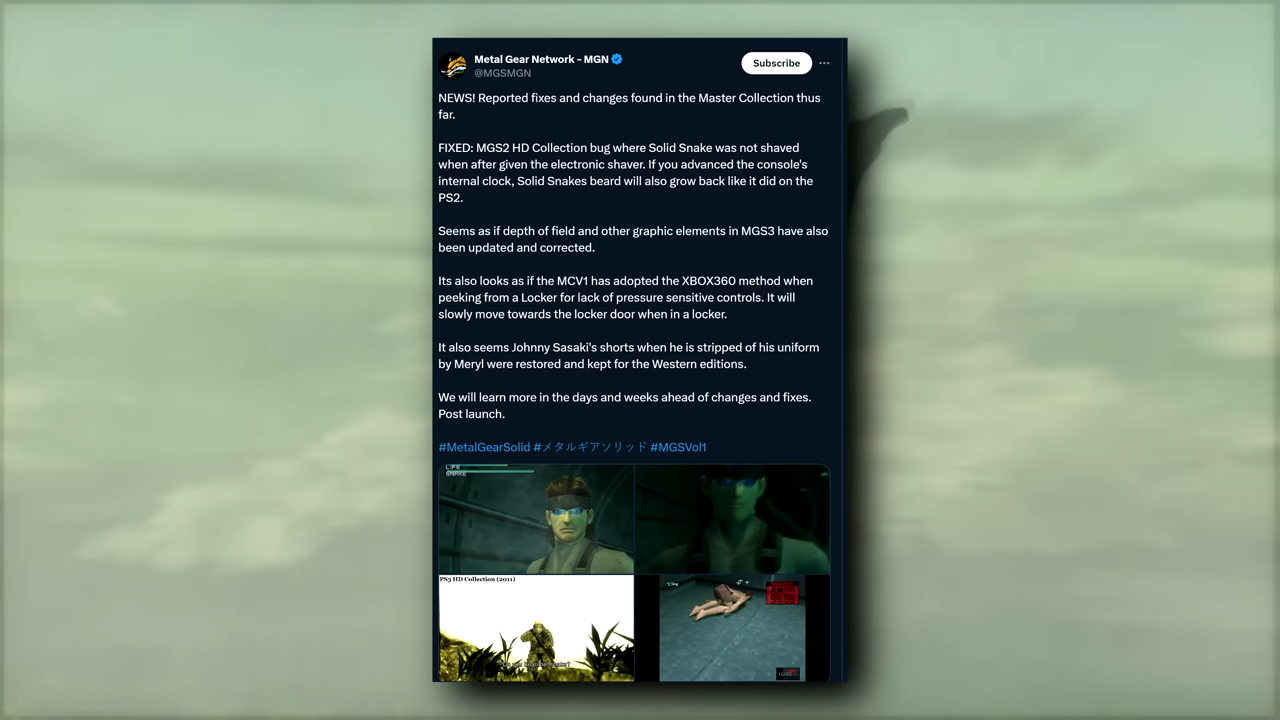 Metal Gear Network - MGN
@MGSMGN
Subscribe
NEWS! Reported fixes and changes found in the Master Collection thus
far.
FIXED: MGS2 HD Collection bug where Solid Snake was not shaved
when after given the electronic shaver. If you advanced the console's
internal clock, Solid Snakes beard will also grow back like it did on the
PS2.
Seems as if depth of field and other graphic elements in MGS3 have also
been updated and corrected.
Its also looks as if the MCV1 has adopted the XBOX360 method when
peeking from a Locker for lack of pressure sensitive controls. It will
slowly move towards the locker door when in a locker.
It also seems Johnny Sasaki's shorts when he is stripped of his uniform
by Meryl were restored and kept for the Western editions.
We will learn more in the days and weeks ahead of changes and fixes.
Post launch.
#MetalGearSolid #メタルギアソリッド #MGSVol1
LIFE
SNAKE
PS3 HD Collection (2011)